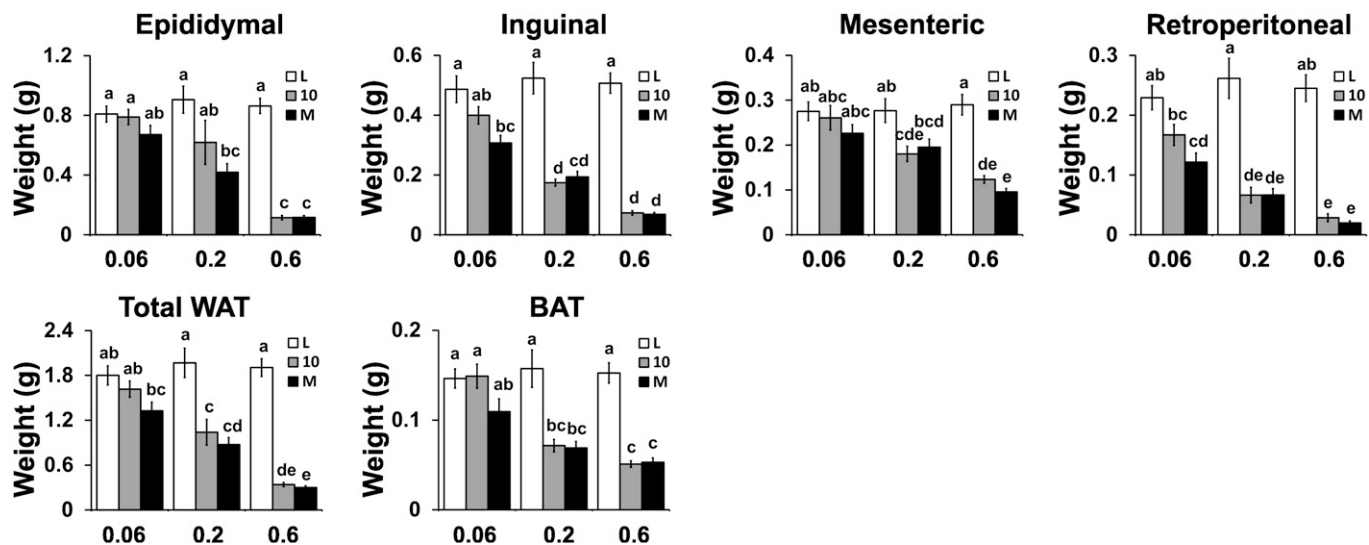 Epididymal
Weight (g)
1.2
0.8
0.4
0
a a ab
a ab bc
a c c
L
10
M
0.06 0.2 0.6
Inguinal
Weight (g)
0.6
0.4
0.2
0
a ab bc
a d cd
a d d
L
10
M
0.06 0.2 0.6
Mesenteric
Weight (g)
0.4
0.3
0.2
0.1
0
ab abc abc
ab cde bcd
a de e
L
10
M
0.06 0.2 0.6
Retroperitoneal
Weight (g)
0.3
0.2
0.1
0
ab bc cd
a de de
ab e e
L
10
M
0.06 0.2 0.6
Total WAT
Weight (g)
2.4
1.8
1.2
0.6
0
ab ab bc
a c cd
a de e
L
10
M
0.06 0.2 0.6
BAT
Weight (g)
0.2
0.1
0
a a ab
a bc bc
a c c
L
10
M
0.06 0.2 0.6